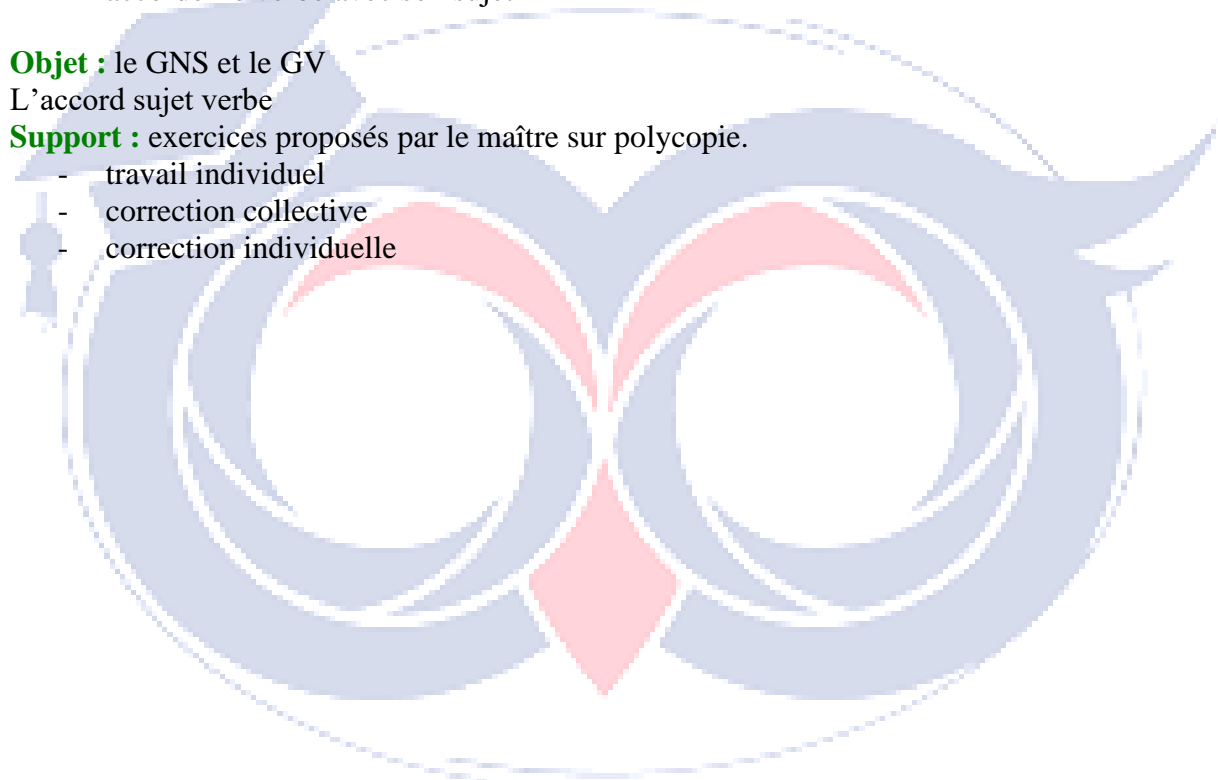 Objet : le GNS et le GV
L’accord sujet verbe
Support : exercices proposés par le maître sur polycopie.
- travail individuel
- correction collective
- correction individuelle